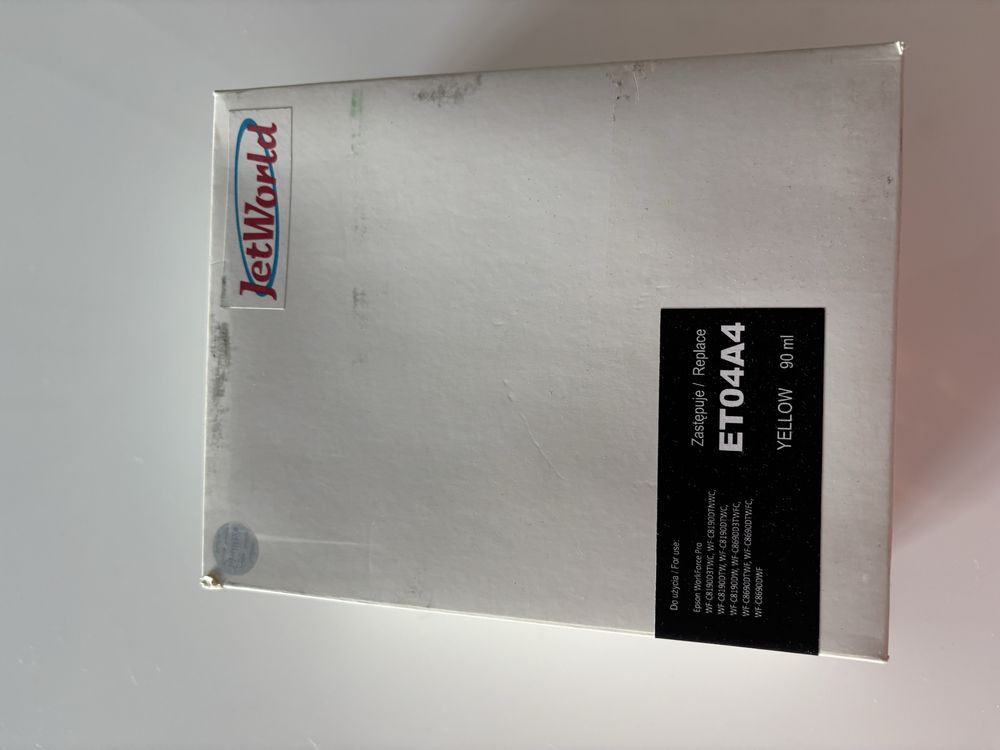 JetWorld
Do użycia / For use:
Epson WorkForce Pro
WF-C8190D3TWC, WF-C8190DTNWC,
WF-C8190DTW, WF-C8190DTWC,
WF-C8190DW, WF-C8690D3TWFC,
WF-C8690DTWF, WF-C8690DTWFC,
WF-C8690DWF
Zastępuje / Replace
ET04A4
YELLOW 90 ml